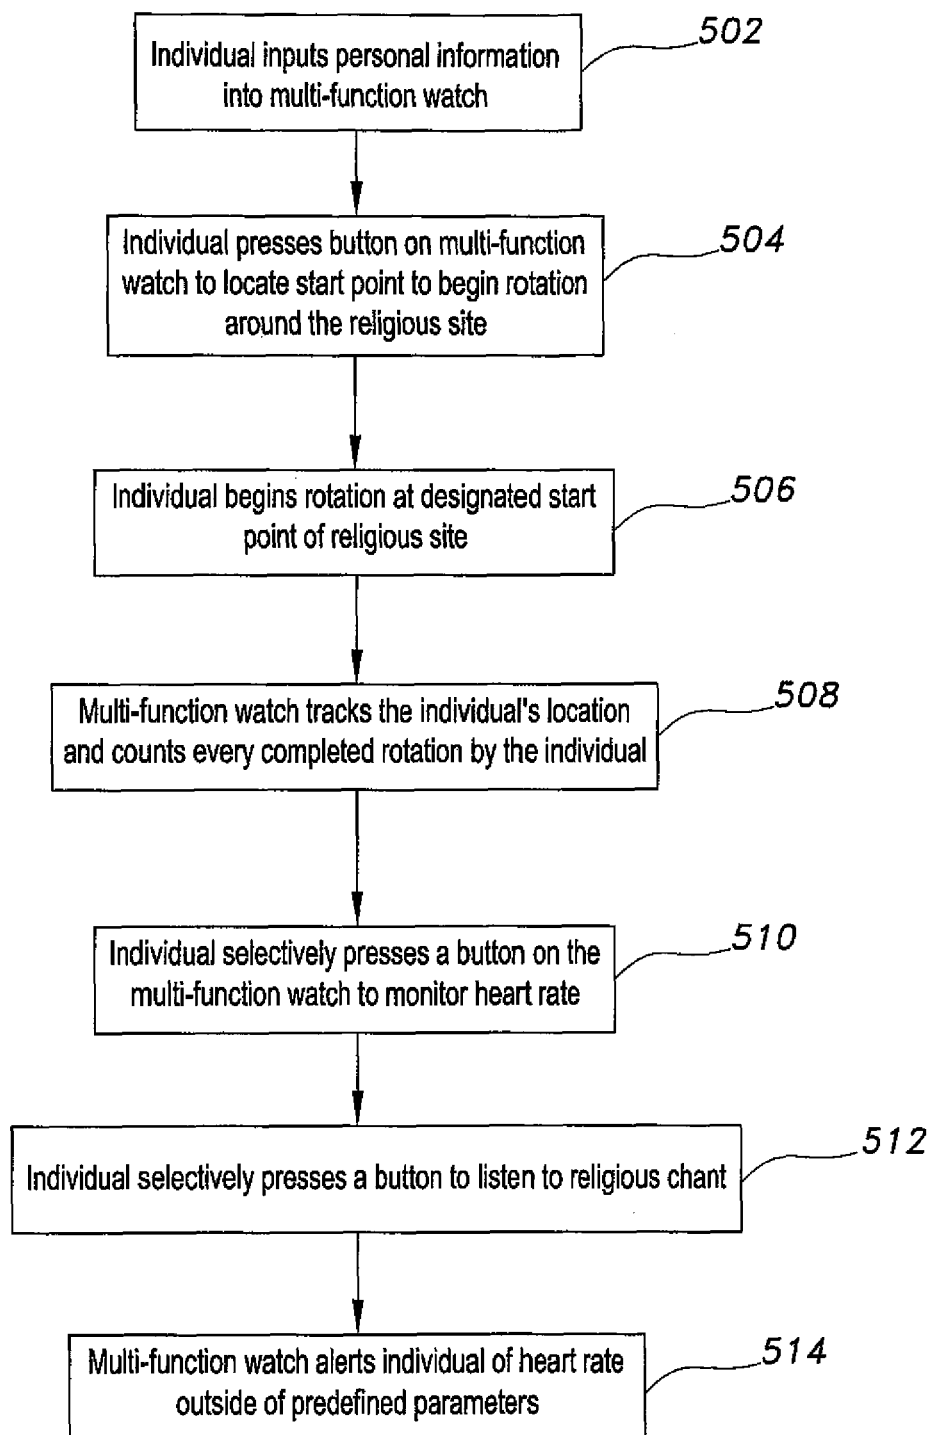 Individual inputs personal information
into multi-function watch
502
Individual presses button on multi-function
watch to locate start point to begin rotation
around the religious site
504
Individual begins rotation at designated start
point of religious site
506
Multi-function watch tracks the individual's location
and counts every completed rotation by the individual
508
Individual selectively presses a button on the
multi-function watch to monitor heart rate
510
Individual selectively presses a button to listen to religious chant
512
Multi-function watch alerts individual of heart rate
outside of predefined parameters
514